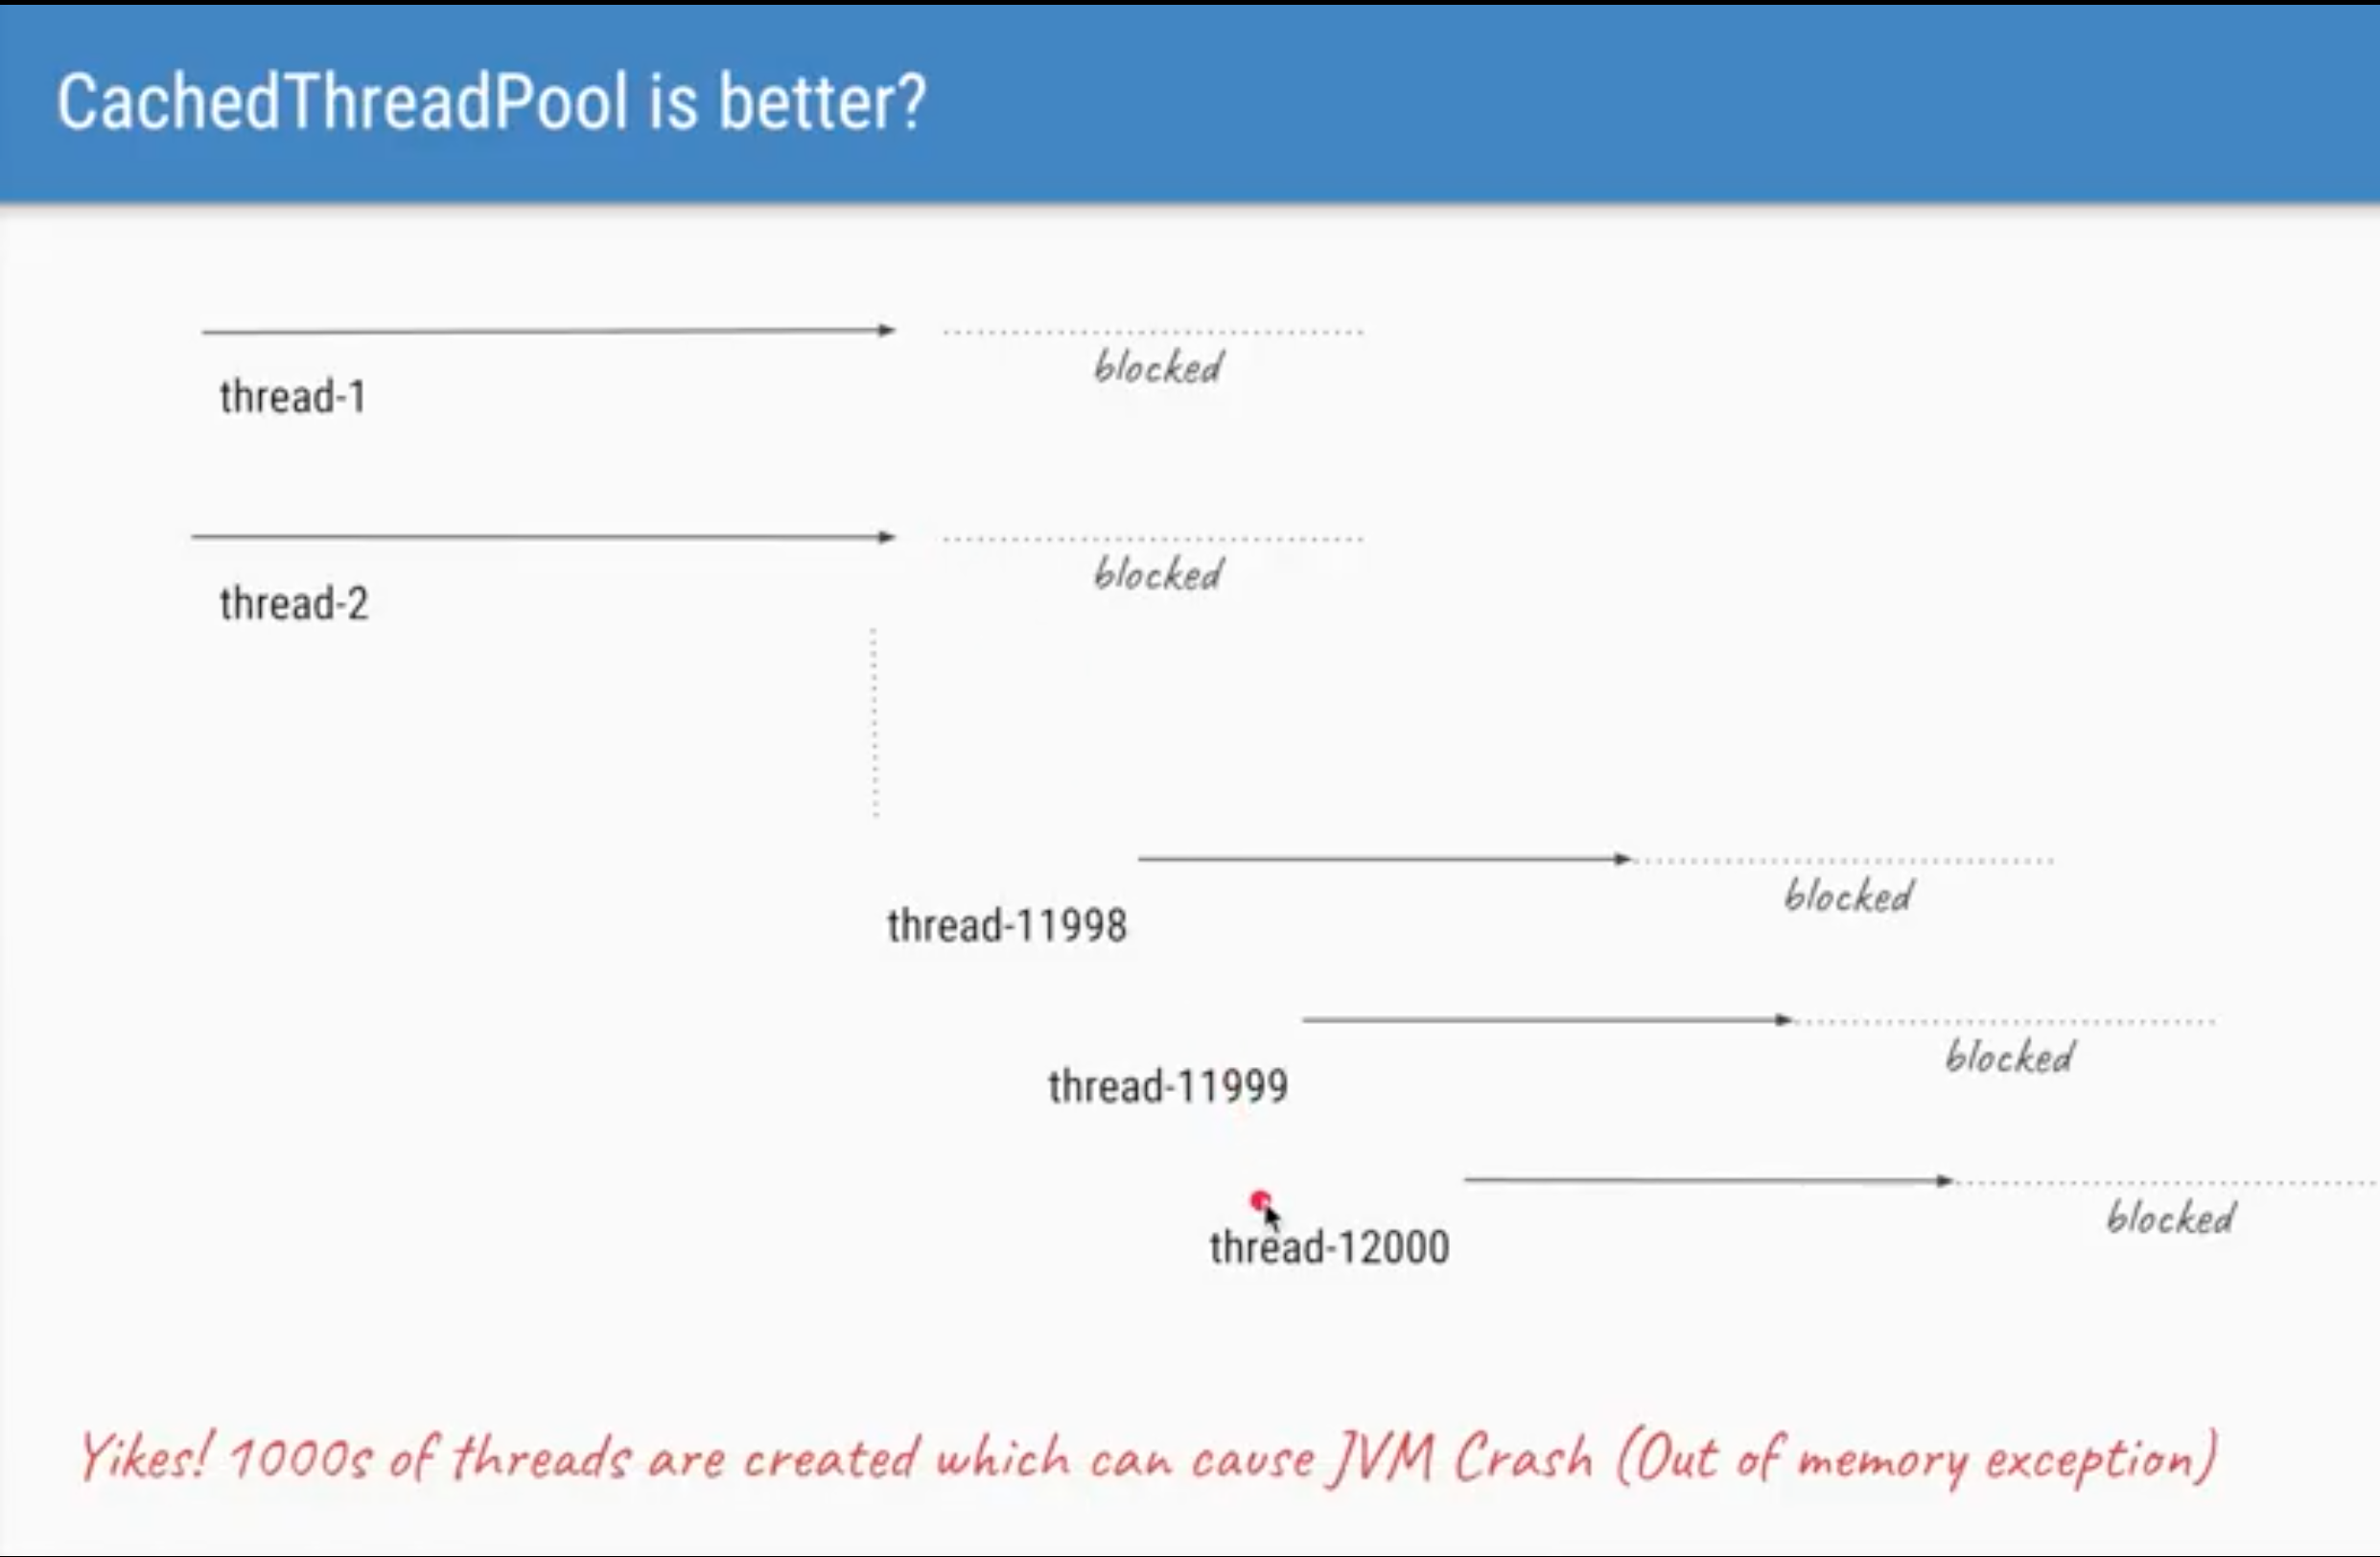 CachedThreadPool is better?
blocked
thread-1
blocked
thread-2
blocked
thread-11998
blocked
thread-11999
blocked
thread-12000
Yikes! 1000s of threads are created which can cause JVM Crash (Out of memory exception)